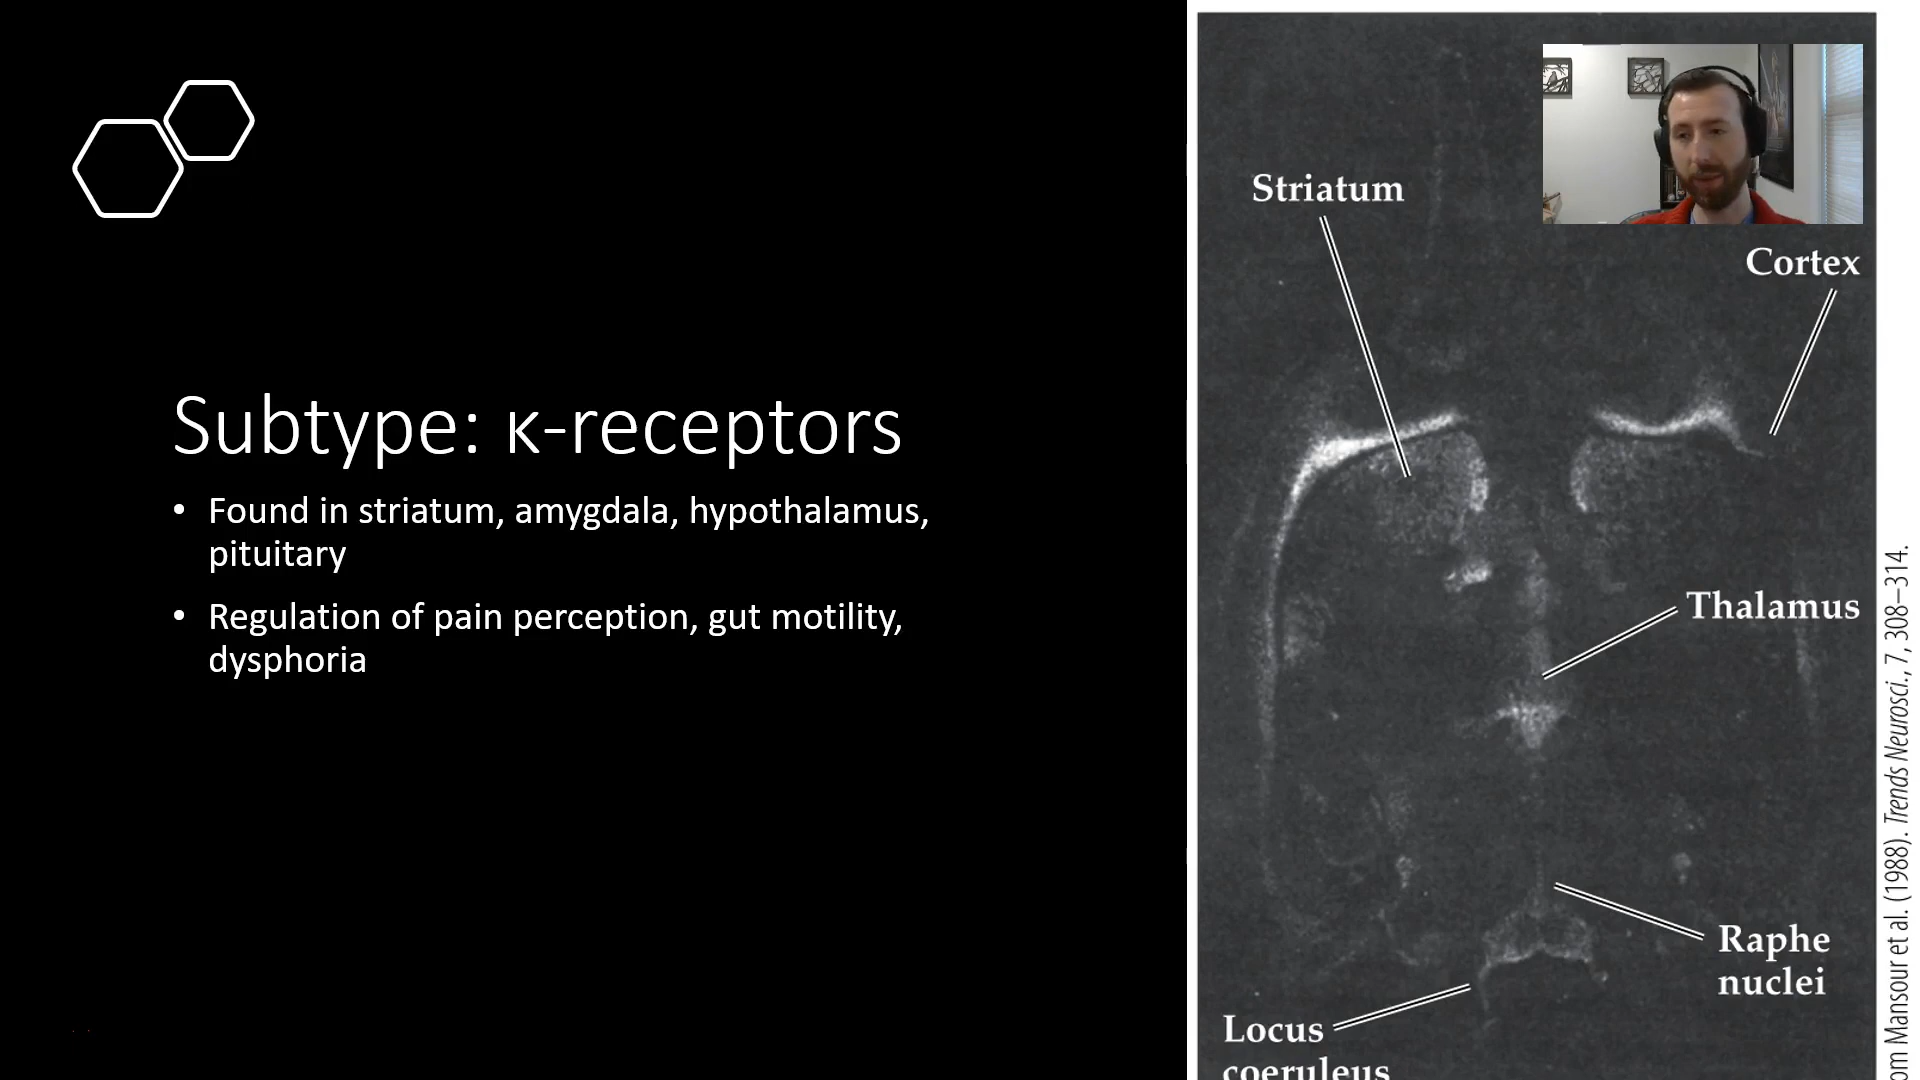 Subtype: κ-receptors
• Found in striatum, amygdala, hypothalamus,
pituitary
• Regulation of pain perception, gut motility,
dysphoria
Striatum
Cortex
Thalamus
Raphe
nuclei
Locus
coeruleus
Mansour et al. (1988). Trends Neurosci., 7, 308–314.